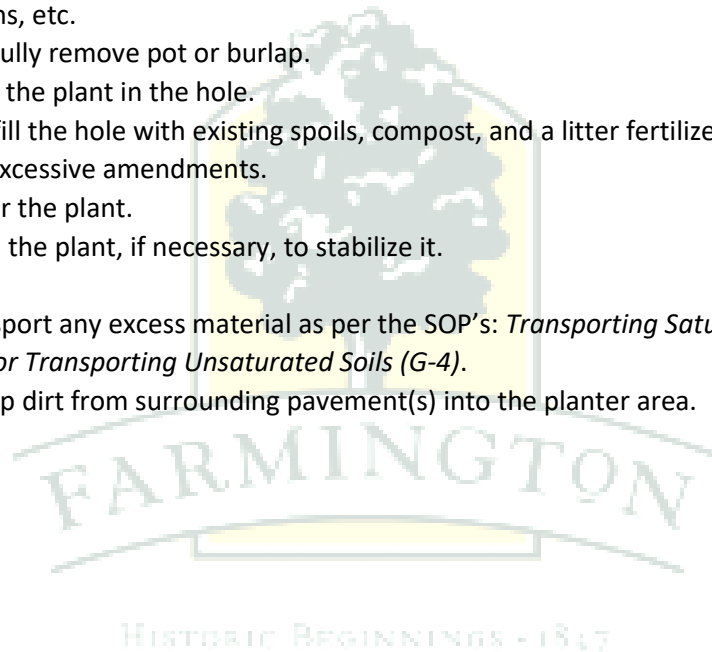 ns, etc.
ully remove pot or burlap.
the plant in the hole.
fill the hole with existing spoils, compost, and a litter fertilize
xcessive amendments.
r the plant.
the plant, if necessary, to stabilize it.
sport any excess material as per the SOP's: Transporting Satu
or Transporting Unsaturated Soils (G-4).
p dirt from surrounding pavement(s) into the planter area.
FARMINGTON
HISTORIC BEGINNINGS • 1847